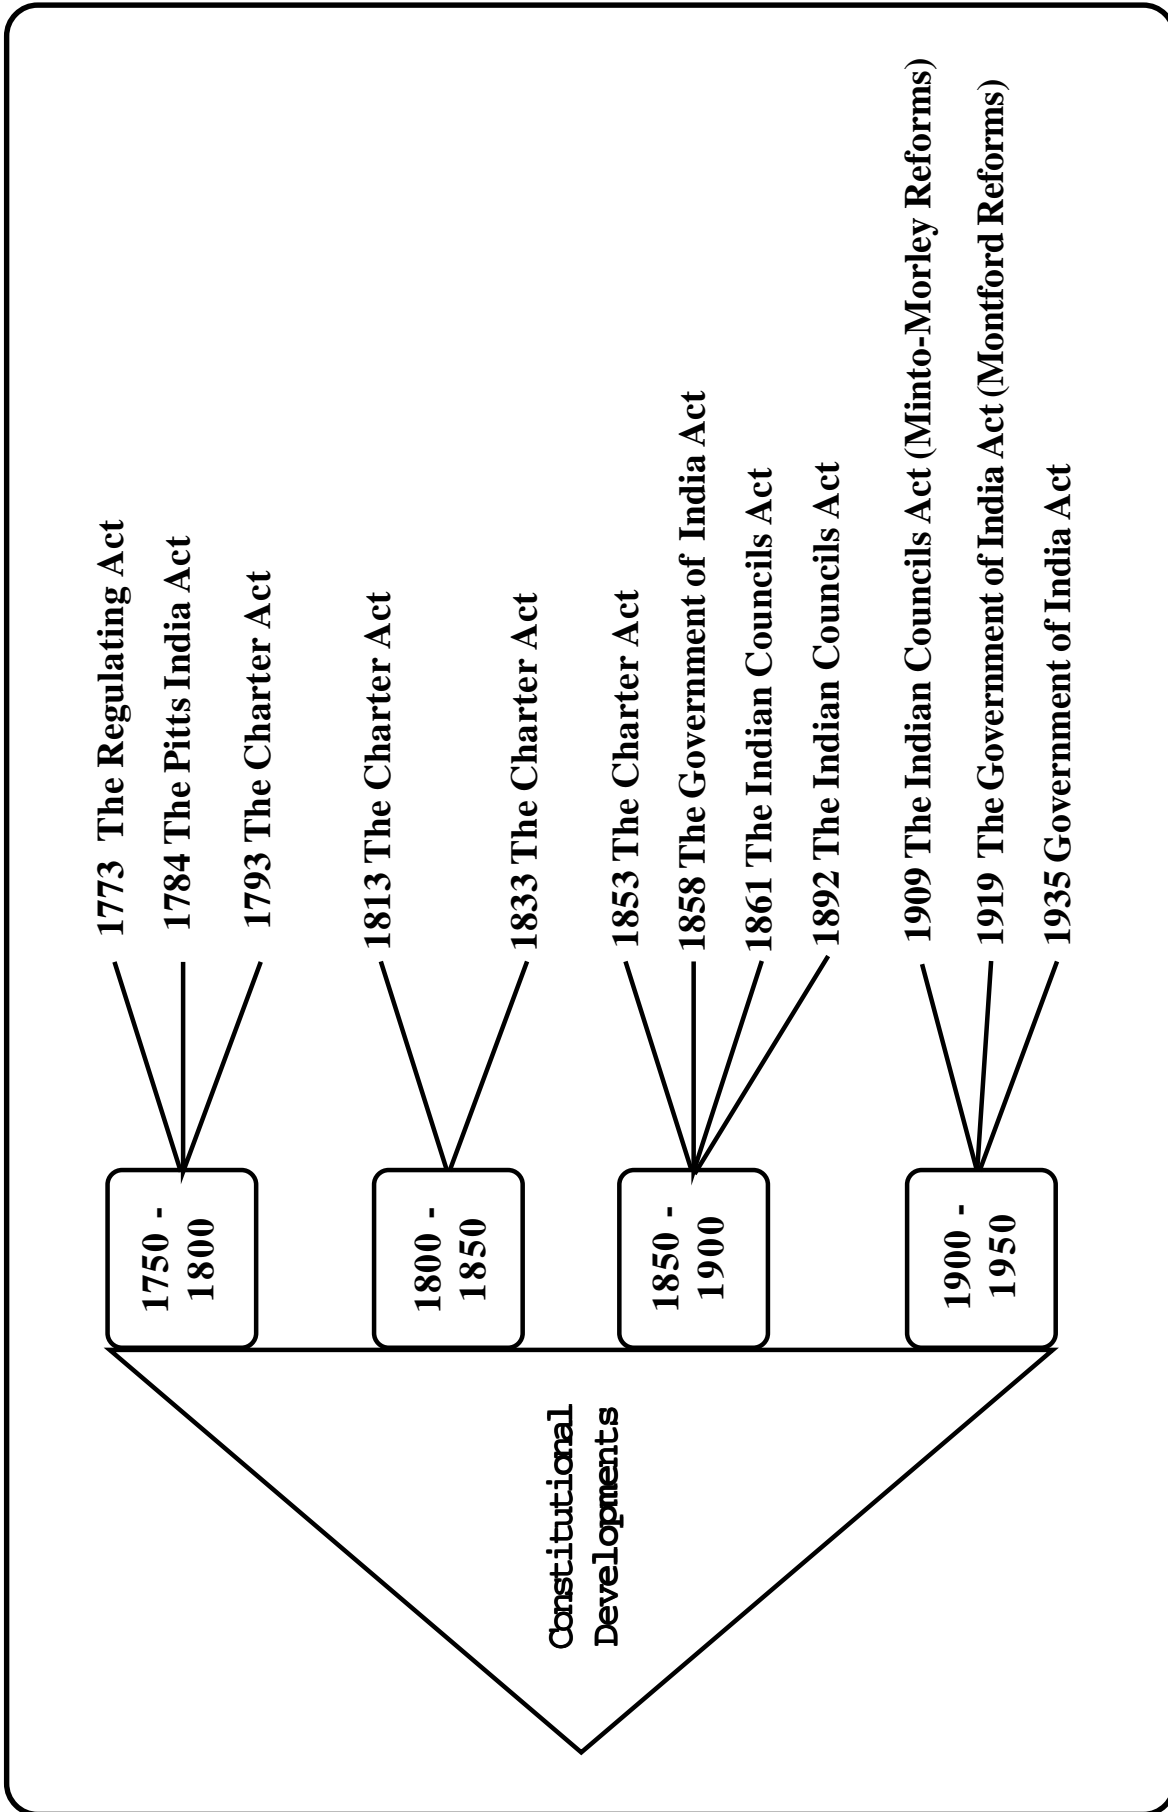 Constitutional
Developments
1750 -
1800
1773 The Regulating Act
1784 The Pitts India Act
1793 The Charter Act
1800 -
1850
1813 The Charter Act
1833 The Charter Act
1850 -
1900
1853 The Charter Act
1858 The Government of India Act
1861 The Indian Councils Act
1892 The Indian Councils Act
1900 -
1950
1909 The Indian Councils Act (Minto-Morley Reforms)
1919 The Government of India Act (Montford Reforms)
1935 Government of India Act